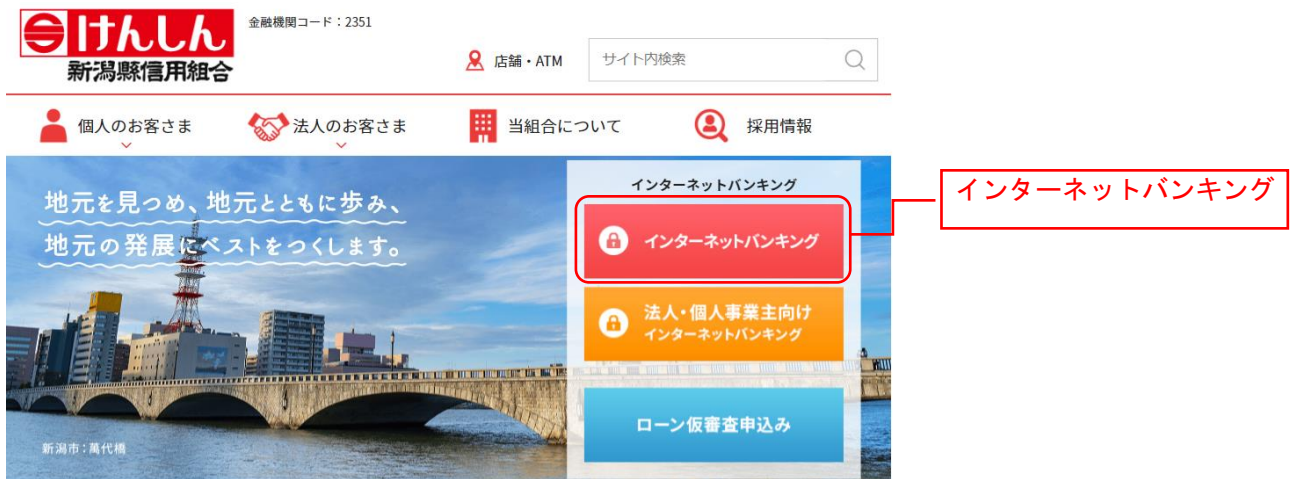 けんしん
新潟縣信用組合
金融機関コード：2351
店舗・ATM
サイト内検索
個人のお客さま
法人のお客さま
当組合について
採用情報
地元を見つめ、地元とともに歩み、
地元の発展にベストをつくします。
新潟市：萬代橋
インターネットバンキング
インターネットバンキング
法人・個人事業主向け
インターネットバンキング
ローン仮審査申込み
インターネットバンキング